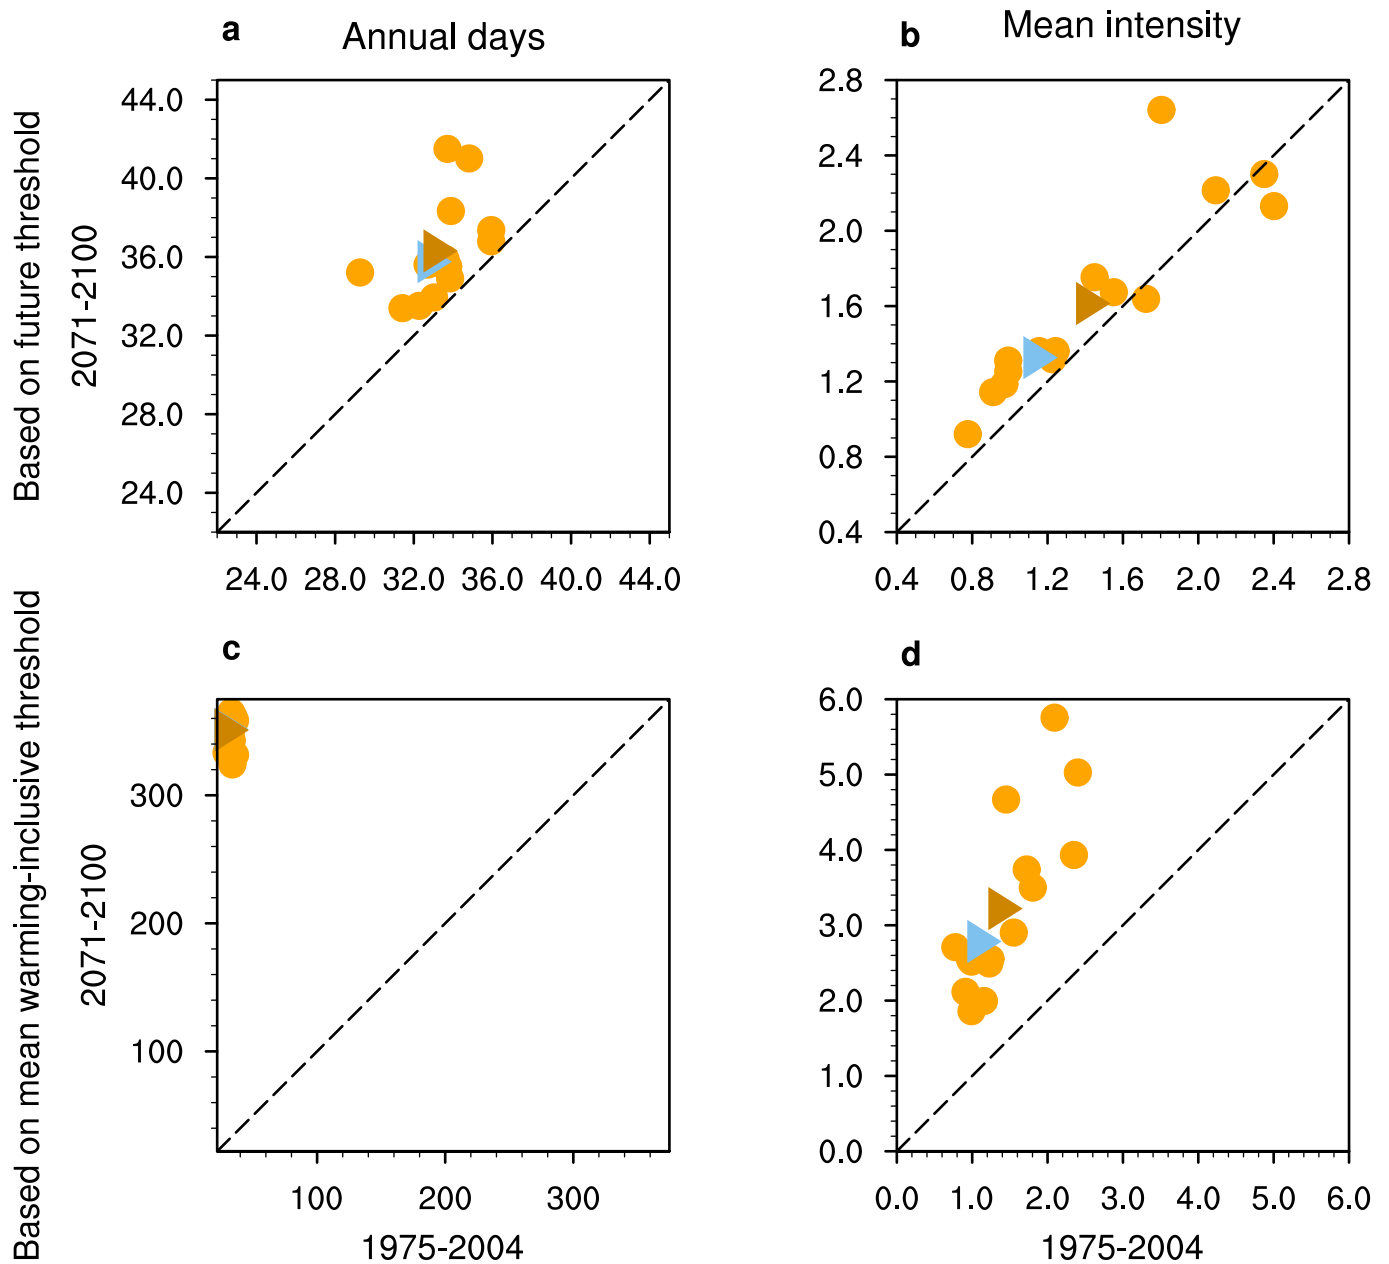 a
Annual days
b
Mean intensity
Based on future threshold
2071-2100
44.0
40.0
36.0
32.0
28.0
24.0
24.0 28.0 32.0 36.0 40.0 44.0
2.8
2.4
2.0
1.6
1.2
0.8
0.4
0.4 0.8 1.2 1.6 2.0 2.4 2.8
Based on mean warming-inclusive threshold
2071-2100
c
300
200
100
100 200 300
1975-2004
d
6.0
5.0
4.0
3.0
2.0
1.0
0.0
0.0 1.0 2.0 3.0 4.0 5.0 6.0
1975-2004